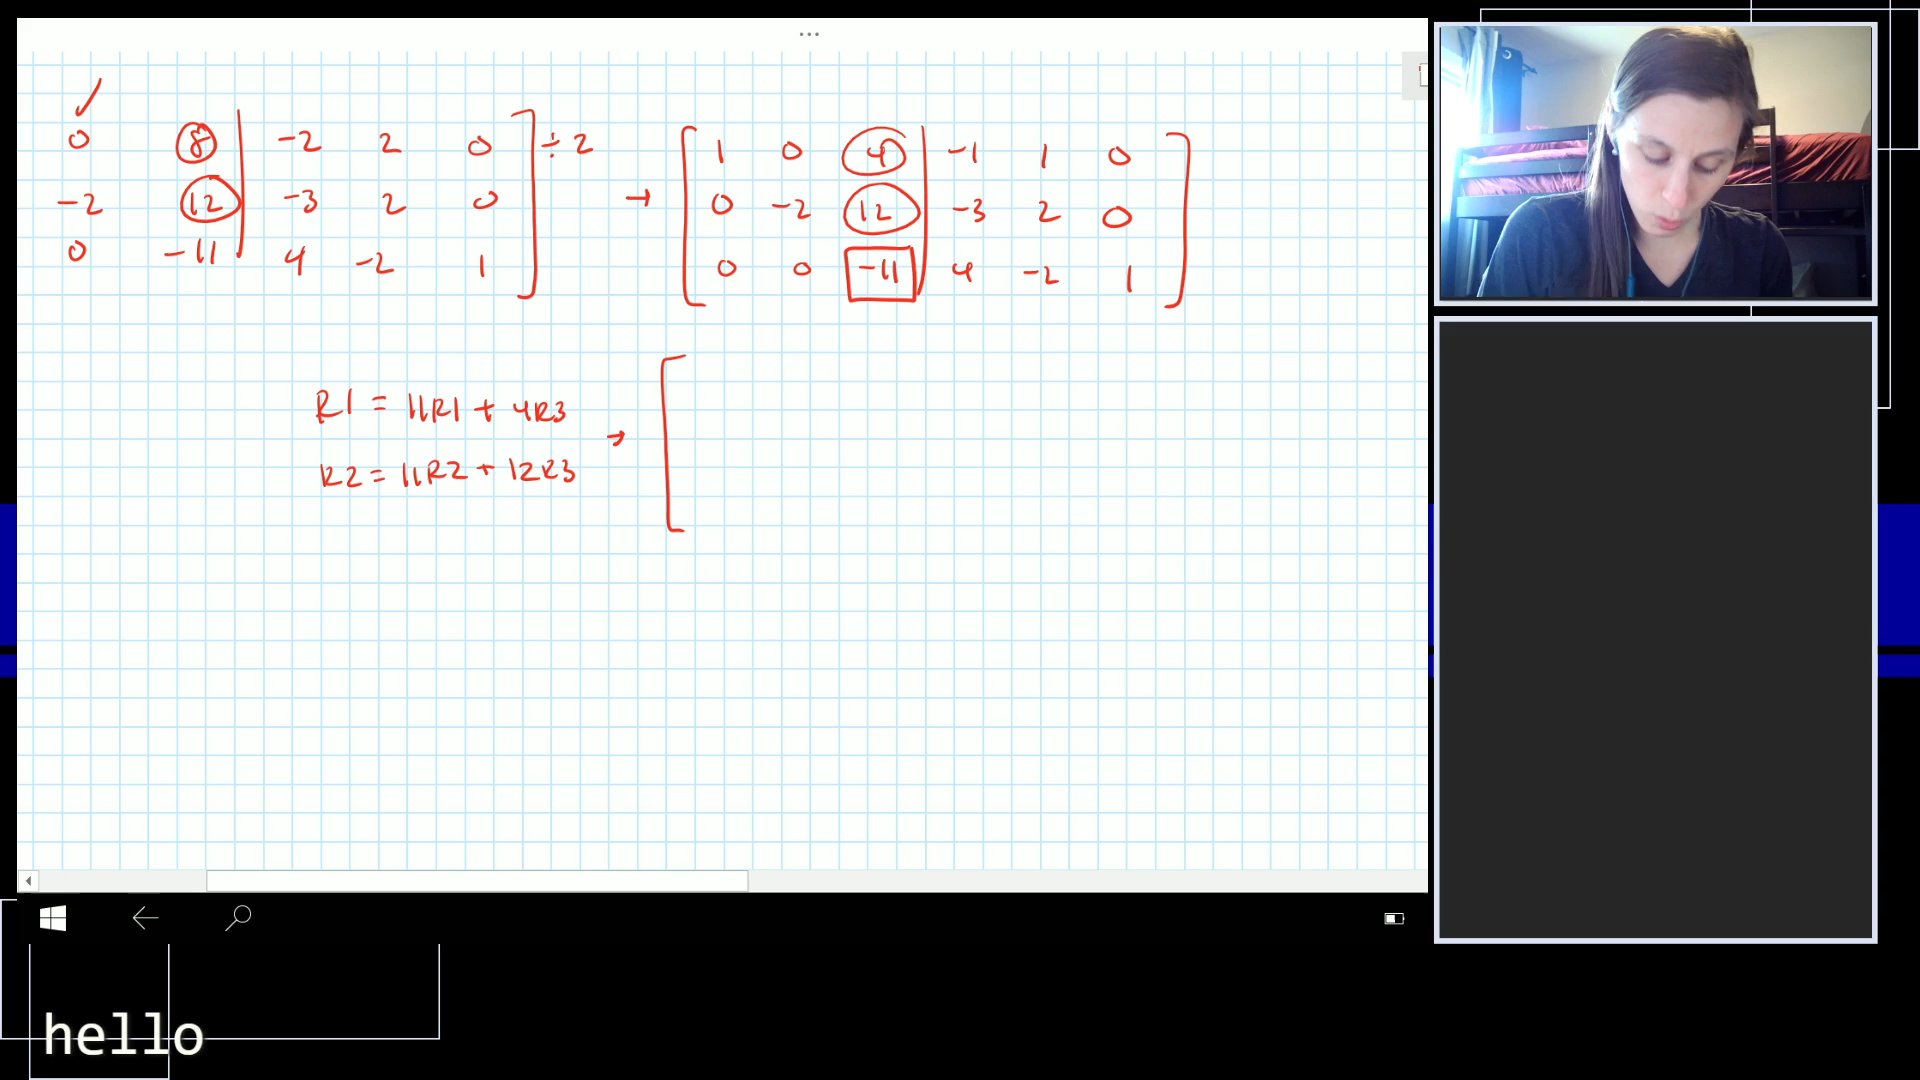 ✓
0 8 | -2 2 0 ] ÷ 2
-2 12 | -3 2 0
0 -11 | 4 -2 1
→ [ 1 0 4 | -1 1 0 ]
0 -2 12 | -3 2 0
0 0 -11 | 4 -2 1
R1 = 11R1 + 4R3
R2 = 11R2 + 12R3
→ [
hello